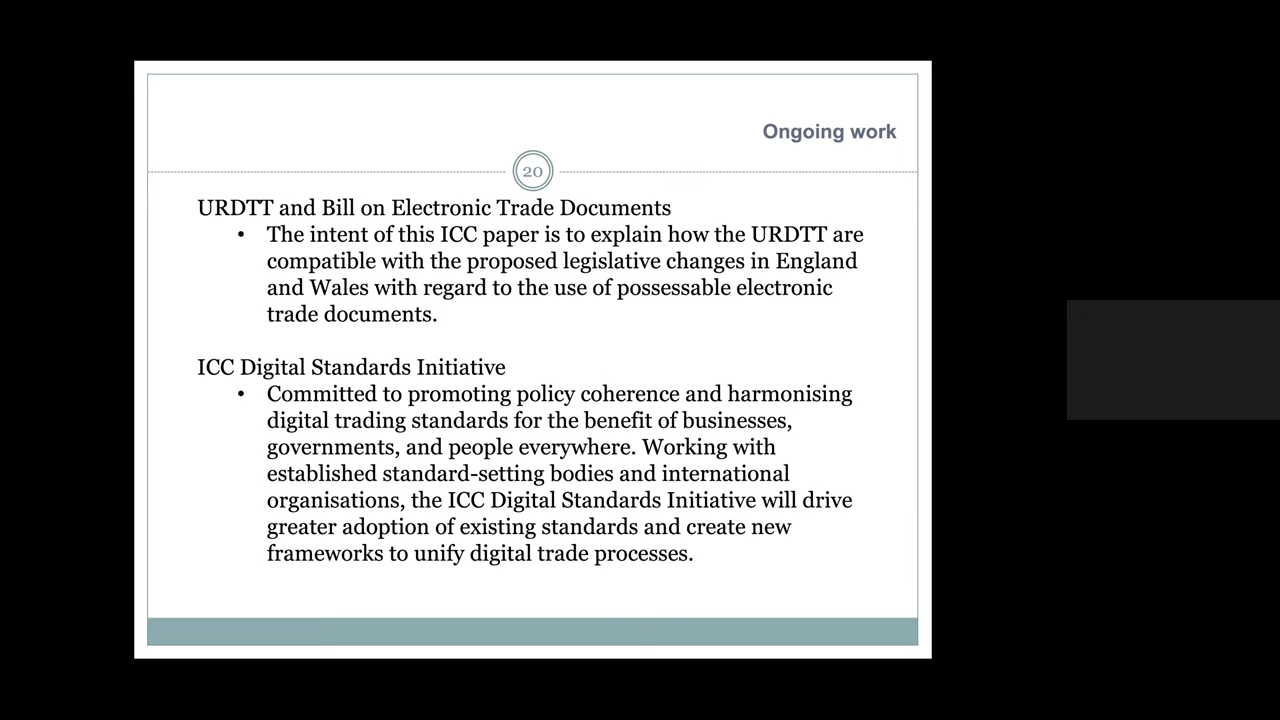 Ongoing work
20
URDTT and Bill on Electronic Trade Documents
• The intent of this ICC paper is to explain how the URDTT are
compatible with the proposed legislative changes in England
and Wales with regard to the use of possessable electronic
trade documents.
ICC Digital Standards Initiative
• Committed to promoting policy coherence and harmonising
digital trading standards for the benefit of businesses,
governments, and people everywhere. Working with
established standard-setting bodies and international
organisations, the ICC Digital Standards Initiative will drive
greater adoption of existing standards and create new
frameworks to unify digital trade processes.